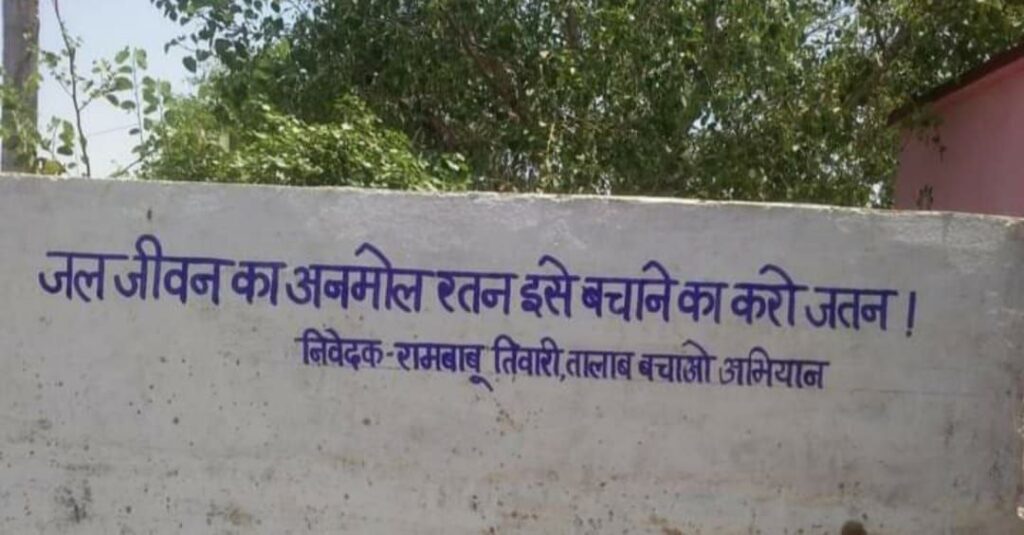 जल जीवन का अनमोल रतन इसे बचाने का करो जतन !
निवेदक-रामबाबू तिवारी,तालाब बचाओ अभियान